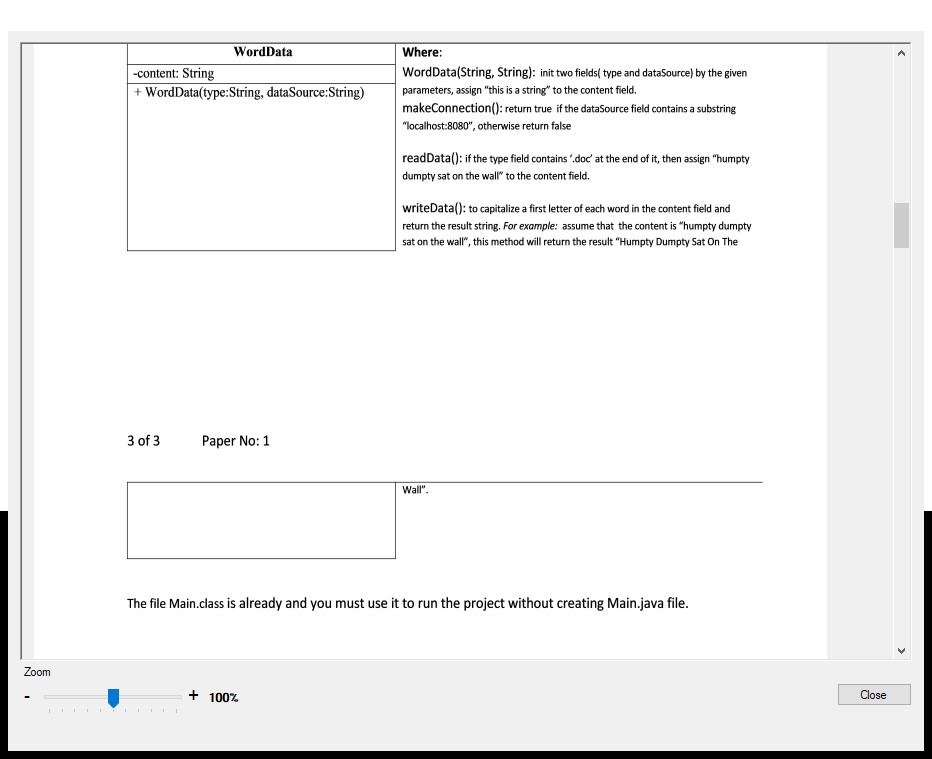 WordData
-content: String
+ WordData(type:String, dataSource:String)
Where:
WordData(String, String): init two fields( type and dataSource) by the given
parameters, assign “this is a string” to the content field.
makeConnection(): return true if the dataSource field contains a substring
“localhost:8080”, otherwise return false
readData(): if the type field contains ‘.doc’ at the end of it, then assign “humpty
dumpty sat on the wall” to the content field.
writeData(): to capitalize a first letter of each word in the content field and
return the result string. For example: assume that the content is “humpty dumpty
sat on the wall”, this method will return the result “Humpty Dumpty Sat On The
3 of 3 Paper No: 1
Wall”.
The file Main.class is already and you must use it to run the project without creating Main.java file.
Zoom
- + 100%
Close